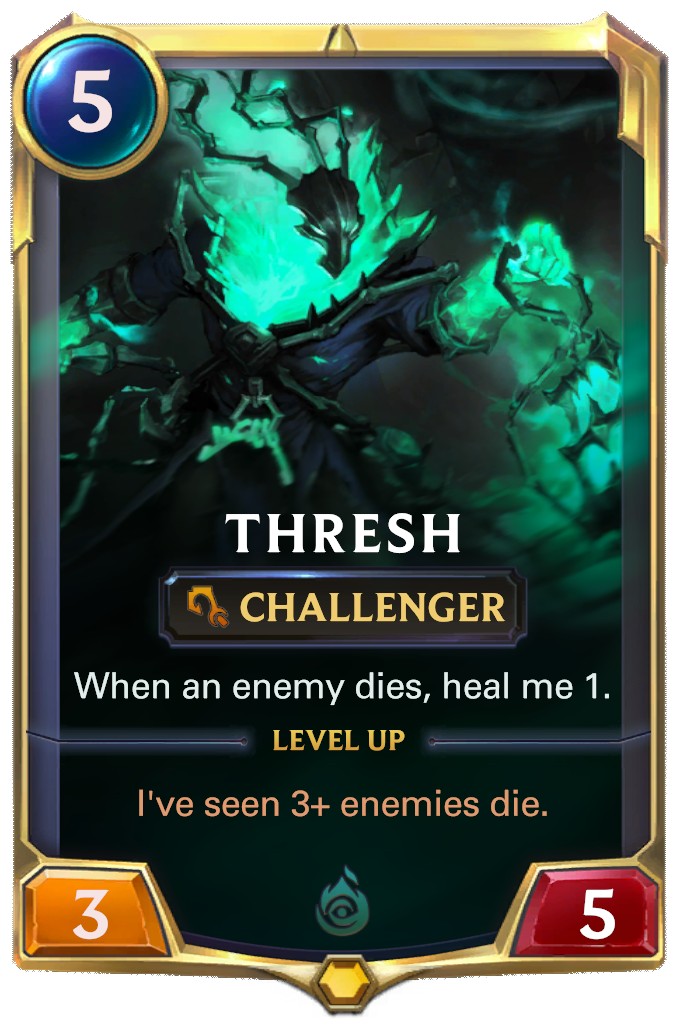 5
THRESH
CHALLENGER
When an enemy dies, heal me 1.
LEVEL UP
I've seen 3+ enemies die.
3
5